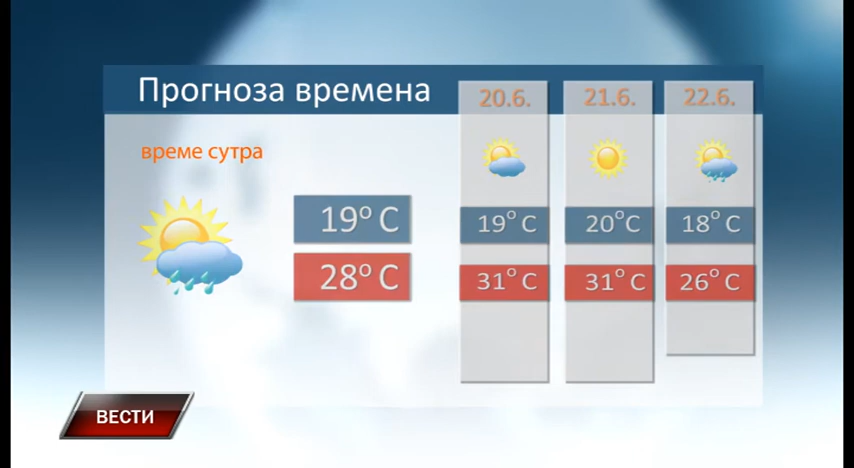 Прогноза времена
време сутра
19° C
28° C
20.6.
19° C
31° C
21.6.
20°C
31° C
22.6.
18° C
26° C
ВЕСТИ